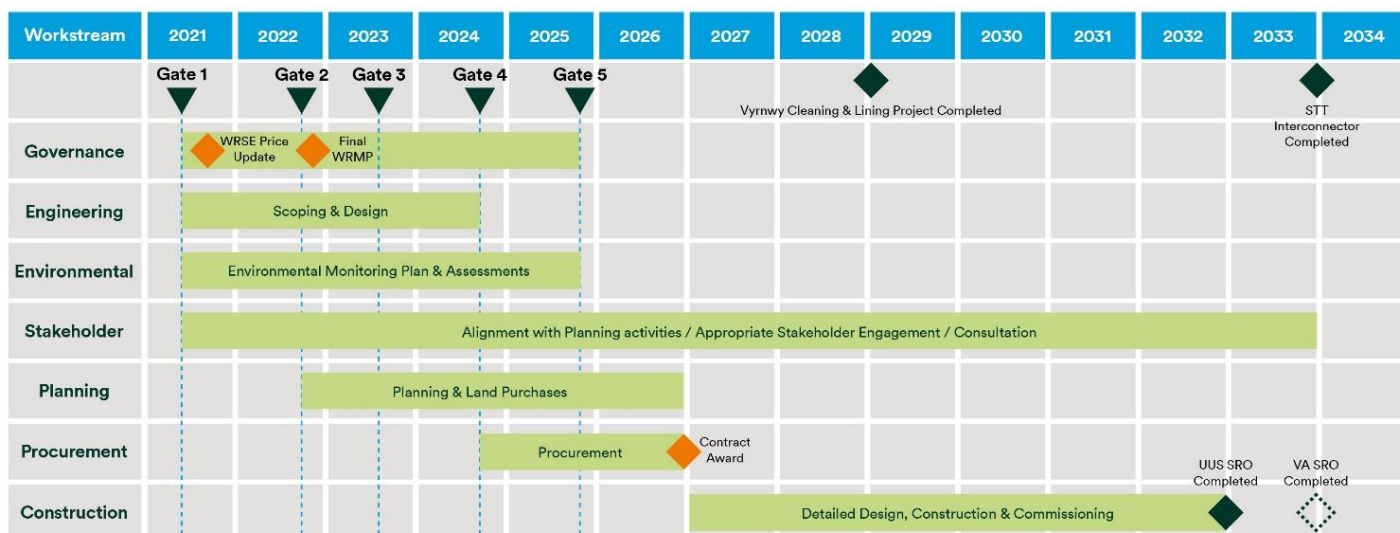 Workstream 2021 2022 2023 2024 2025 2026 2027 2028 2029 2030 2031 2032 2033 2034
Gate 1 Gate 2 Gate 3 Gate 4 Gate 5
Vyrnwy Cleaning & Lining Project Completed
STT
Interconnector
Completed
Governance
WRSE Price
Update
Final
WRMP
Engineering
Scoping & Design
Environmental
Environmental Monitoring Plan & Assessments
Stakeholder
Alignment with Planning activities / Appropriate Stakeholder Engagement / Consultation
Planning
Planning & Land Purchases
Procurement
Procurement
Contract
Award
UUS SRO
Completed
VA SRO
Completed
Construction
Detailed Design, Construction & Commissioning